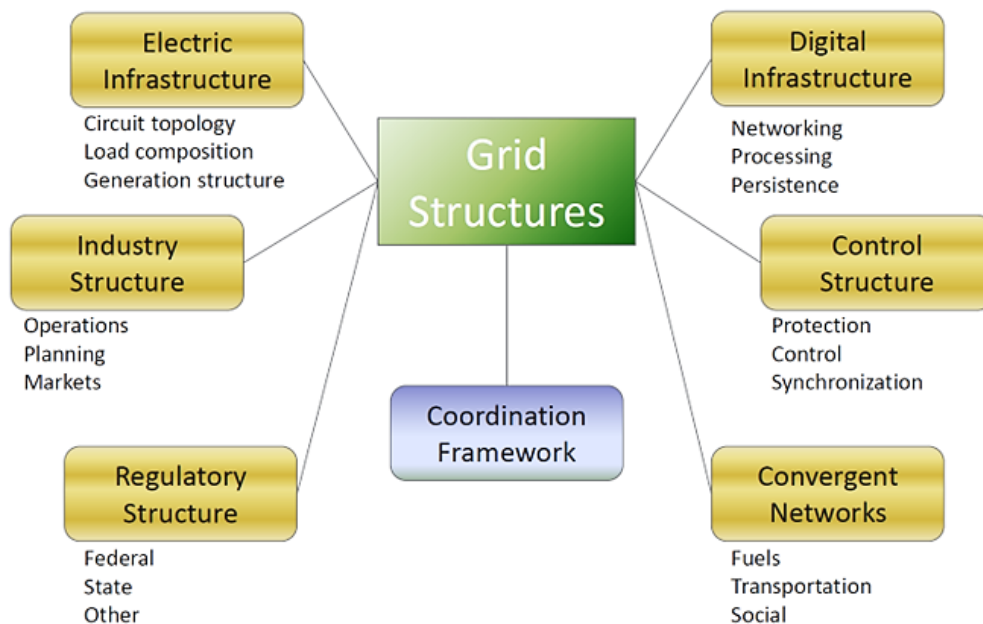 Electric
Infrastructure
Circuit topology
Load composition
Generation structure
Industry
Structure
Operations
Planning
Markets
Regulatory
Structure
Federal
State
Other
Grid
Structures
Coordination
Framework
Digital
Infrastructure
Networking
Processing
Persistence
Control
Structure
Protection
Control
Synchronization
Convergent
Networks
Fuels
Transportation
Social